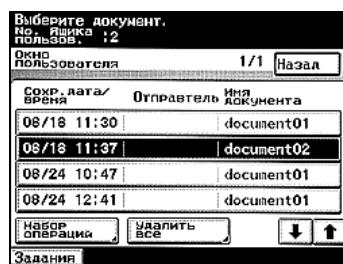 Выберите документ.
No. Ящика пользов. :2
Окно пользователя 1/1 Назад
Сохр.дата/время Отправтель Имя документа
08/18 11:30 document01
08/18 11:37 document02
08/24 10:47 document01
08/24 12:41 document01
Набор операций Удалить все
Задания